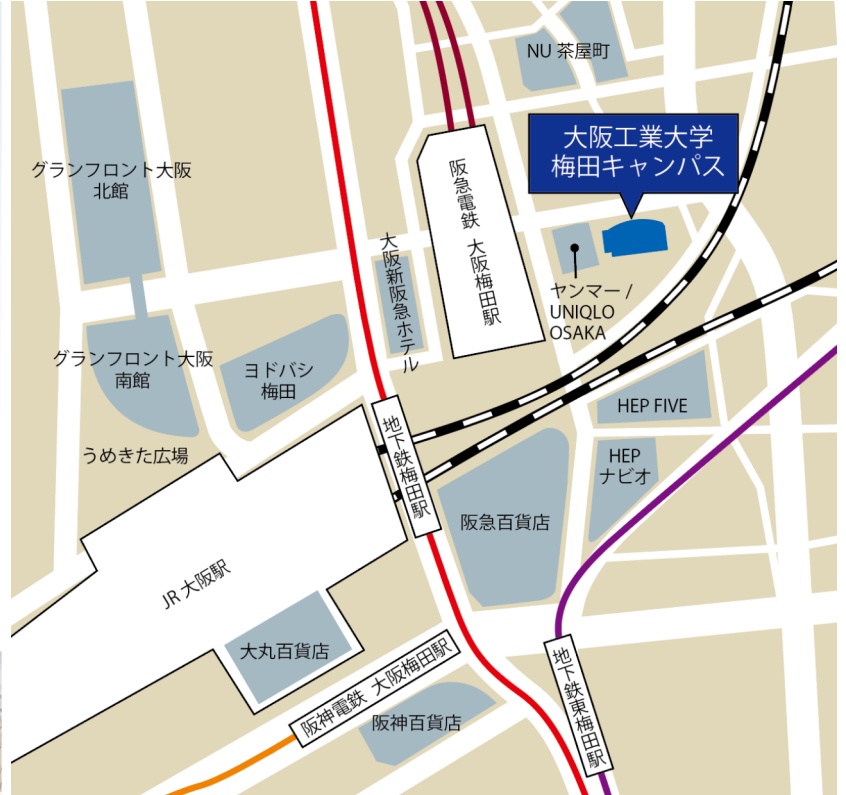 NU 茶屋町
大阪工業大学
梅田キャンパス
グランフロント大阪
北館
阪急電鉄 大阪梅田駅
大阪新阪急ホテル
ヤンマー /
UNIQLO
OSAKA
グランフロント大阪
南館
ヨドバシ
梅田
HEP FIVE
地下鉄梅田駅
うめきた広場
HEP
ナビオ
阪急百貨店
JR 大阪駅
大丸百貨店
阪神電鉄 大阪梅田駅
地下鉄東梅田駅
阪神百貨店